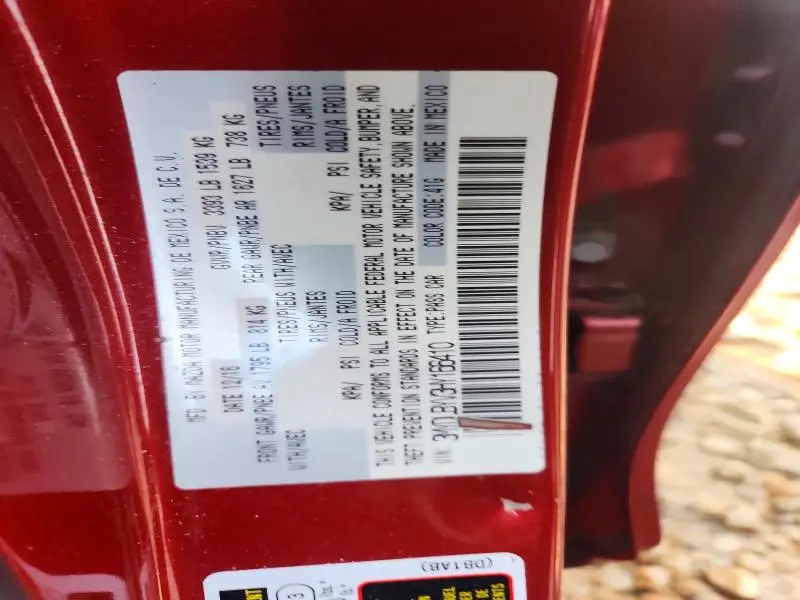 MFD BY MAZDA MOTOR MANUFACTURING DE MEXICO S.A. DE C.V.
DATE 12/16 GVWR/PNBV 3393 LB 1539 KG
FRONT GAWR/PNBE AV 1795 LB 814 KG REAR GAWR/PNBE AR 1627 LB 738 KG
WITH/AVEC TIRES/PNEUS WITH/AVEC TIRES/PNEUS
RIMS/JANTES RIMS/JANTES
KPA/ PSI COLD/A FROID KPA/ PSI COLD/A FROID
THIS VEHICLE CONFORMS TO ALL APPLICABLE FEDERAL MOTOR VEHICLE SAFETY, BUMPER, AND
THEFT PREVENTION STANDARDS IN EFFECT ON THE DATE OF MANUFACTURE SHOWN ABOVE.
VIN: TYPE:PASS CAR COLOR CODE:41G MADE IN MEXICO
(DB1AB)
3